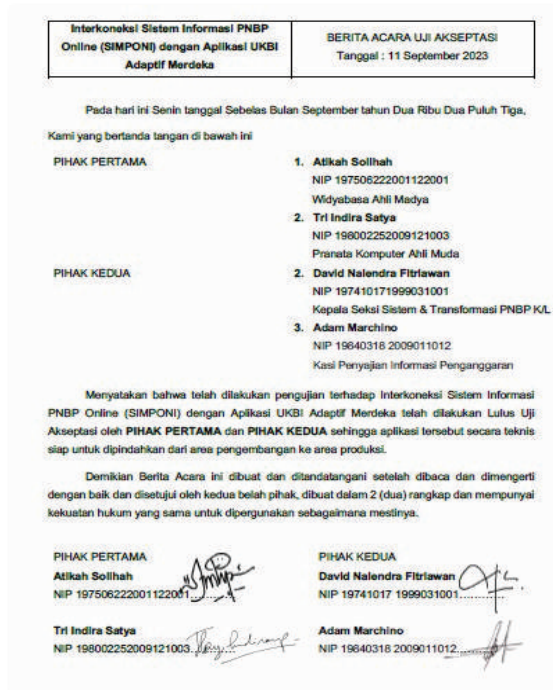 Interkoneksi Sistem Informasi PNBP
Online (SIMPONI) dengan Aplikasi UKBI
Adaptif Merdeka
BERITA ACARA UJI AKSEPTASI
Tanggal : 11 September 2023
Pada hari ini Senin tanggal Sebelas Bulan September tahun Dua Ribu Dua Puluh Tiga,
Kami yang bertanda tangan di bawah ini
PIHAK PERTAMA
1. Atikah Solihah
NIP 197506222001122001
Widyabasa Ahli Madya
2. Tri Indira Satya
NIP 198002252009121003
Pranata Komputer Ahli Muda
PIHAK KEDUA
2. David Nalendra Fitriawan
NIP 197410171999031001
Kepala Seksi Sistem & Transformasi PNBP K/L
3. Adam Marchino
NIP 19840318 2009011012
Kasi Penyajian Informasi Penganggaran
Menyatakan bahwa telah dilakukan pengujian terhadap Interkoneksi Sistem Informasi
PNBP Online (SIMPONI) dengan Aplikasi UKBI Adaptif Merdeka telah dilakukan Lulus Uji
Akseptasi oleh PIHAK PERTAMA dan PIHAK KEDUA sehingga aplikasi tersebut secara teknis
siap untuk dipindahkan dari area pengembangan ke area produksi.
Demikian Berita Acara ini dibuat dan ditandatangani setelah dibaca dan dimengerti
dengan baik dan disetujui oleh kedua belah pihak, dibuat dalam 2 (dua) rangkap dan mempunyai
kekuatan hukum yang sama untuk dipergunakan sebagaimana mestinya.
PIHAK PERTAMA
Atikah Solihah
NIP 197506222001122001
Tri Indira Satya
NIP 198002252009121003
PIHAK KEDUA
David Nalendra Fitriawan
NIP 19741017 1999031001
Adam Marchino
NIP 19840318 2009011012